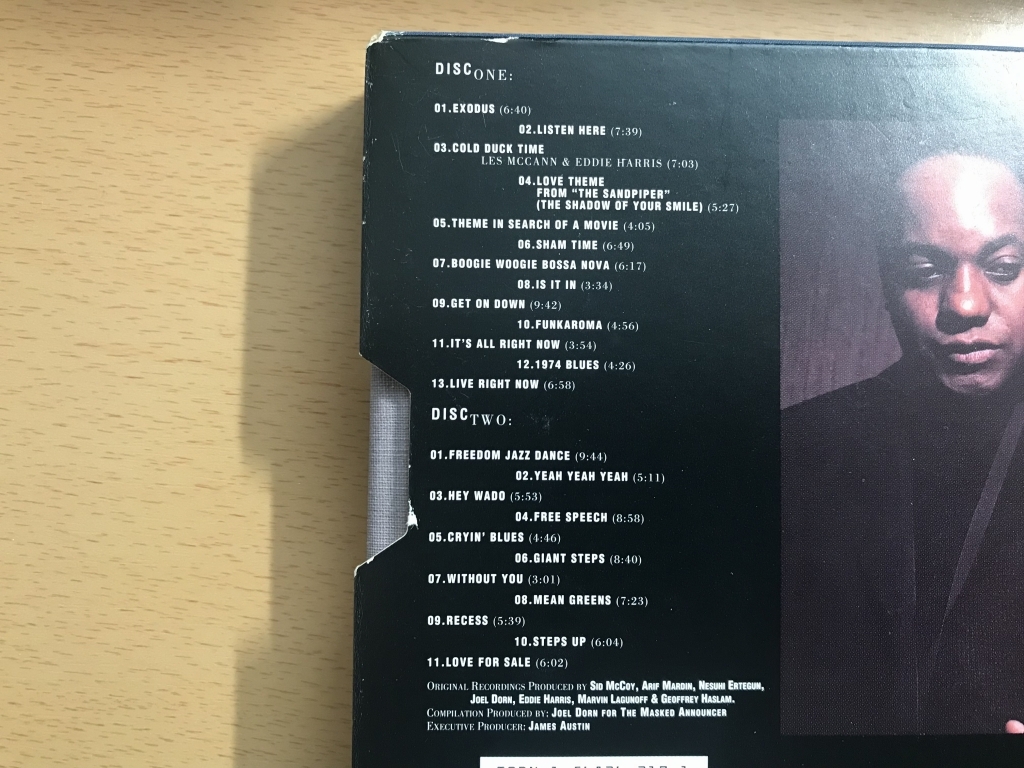 DISC ONE:
01.EXODUS (6:40)
02.LISTEN HERE (7:39)
03.COLD DUCK TIME
LES MCCANN & EDDIE HARRIS (7:03)
04.LOVE THEME
FROM "THE SANDPIPER"
(THE SHADOW OF YOUR SMILE) (5:27)
05.THEME IN SEARCH OF A MOVIE (4:05)
06.SHAM TIME (6:49)
07.BOOGIE WOOGIE BOSSA NOVA (6:17)
08.IS IT IN (3:34)
09.GET ON DOWN (9:42)
10.FUNKAROMA (4:56)
11.IT'S ALL RIGHT NOW (3:54)
12.1974 BLUES (4:26)
13.LIVE RIGHT NOW (6:58)
DISC TWO:
01.FREEDOM JAZZ DANCE (9:44)
02.YEAH YEAH YEAH (5:11)
03.HEY WADO (5:53)
04.FREE SPEECH (8:58)
05.CRYIN' BLUES (4:46)
06.GIANT STEPS (8:40)
07.WITHOUT YOU (3:01)
08.MEAN GREENS (7:23)
09.RECESS (5:39)
10.STEPS UP (6:04)
11.LOVE FOR SALE (6:02)
ORIGINAL RECORDINGS PRODUCED BY SID MCCOY, ARIF MARDIN, NESUHI ERTEGUN,
JOEL DORN, EDDIE HARRIS, MARVIN LAGUNOFF & GEOFFREY HASLAM.
COMPILATION PRODUCED BY: JOEL DORN FOR THE MASKED ANNOUNCER
EXECUTIVE PRODUCER: JAMES AUSTIN